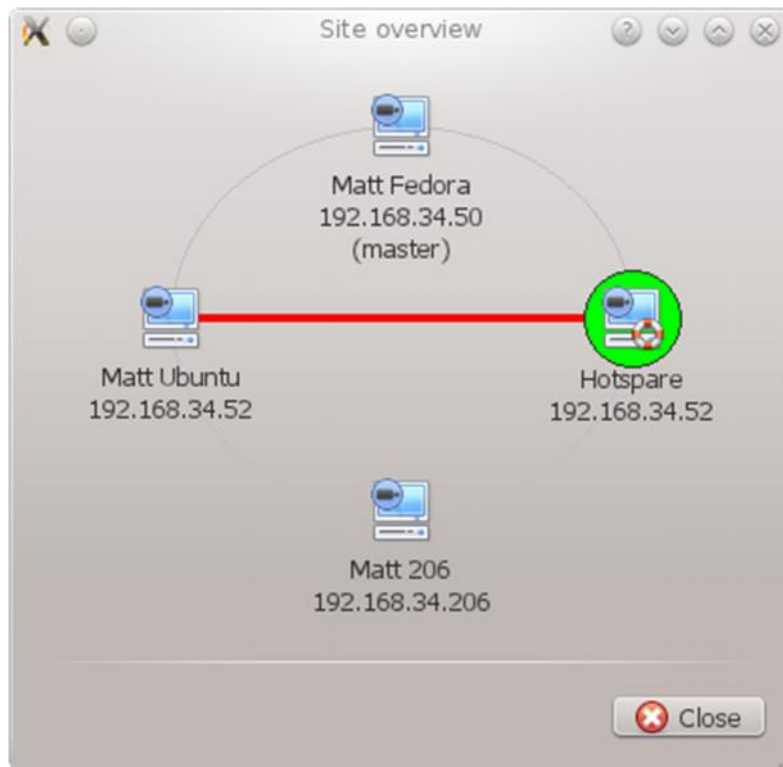 Site overview
Matt Fedora
192.168.34.50
(master)
Matt Ubuntu
192.168.34.52
Hotspare
192.168.34.52
Matt 206
192.168.34.206
Close